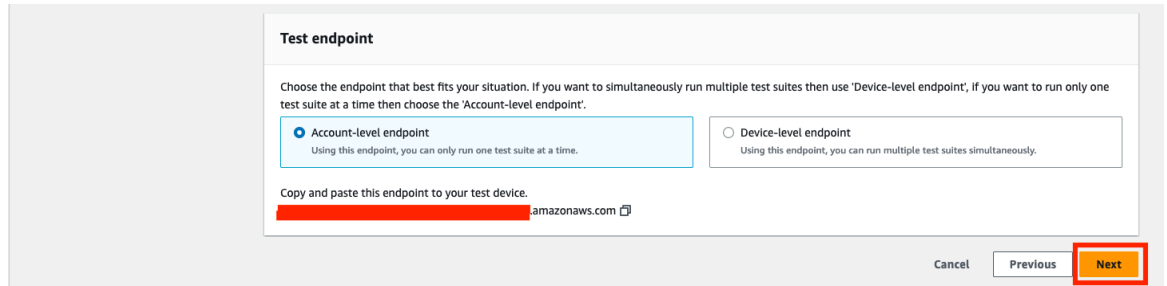 Test endpoint
Choose the endpoint that best fits your situation. If you want to simultaneously run multiple test suites then use 'Device-level endpoint', if you want to run only one
test suite at a time then choose the 'Account-level endpoint'.
Account-level endpoint
Using this endpoint, you can only run one test suite at a time.
Device-level endpoint
Using this endpoint, you can run multiple test suites simultaneously.
Copy and paste this endpoint to your test device.
.amazonaws.com
Cancel Previous Next